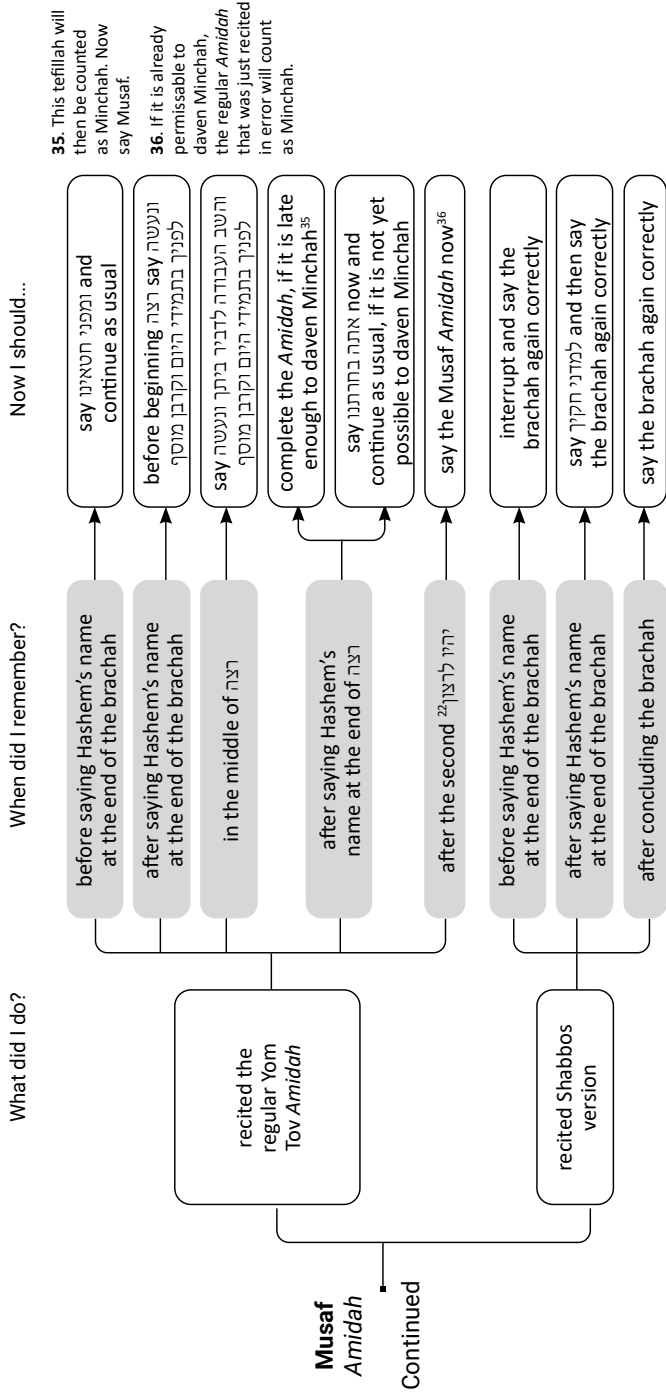 What did I do?
When did I remember?
Now I should...
Musaf
Amidah
Continued
recited the
regular Yom
Tov Amidah
before saying Hashem's name
at the end of the brachah
say ומפני חטאינו and
continue as usual
after saying Hashem's name
at the end of the brachah
before beginning רצה say ונעשה
לפניך בתמידי היום וקרבן מוסף
in the middle of רצה
say והשב העבודה לדביר ביתך ונעשה
לפניך בתמידי היום וקרבן מוסף
after saying Hashem's
name at the end of רצה
complete the Amidah, if it is late
enough to daven Minchah35
say אתה בחרתנו now and
continue as usual, if it is not yet
possible to daven Minchah
after the second יהיו לרצון22
say the Musaf Amidah now36
recited Shabbos
version
before saying Hashem's name
at the end of the brachah
interrupt and say the
brachah again correctly
after saying Hashem's name
at the end of the brachah
say למדני חקיך and then say
the brachah again correctly
after concluding the brachah
say the brachah again correctly
35. This tefillah will
then be counted
as Minchah. Now
say Musaf.
36. If it is already
permissable to
daven Minchah,
the regular Amidah
that was just recited
in error will count
as Minchah.